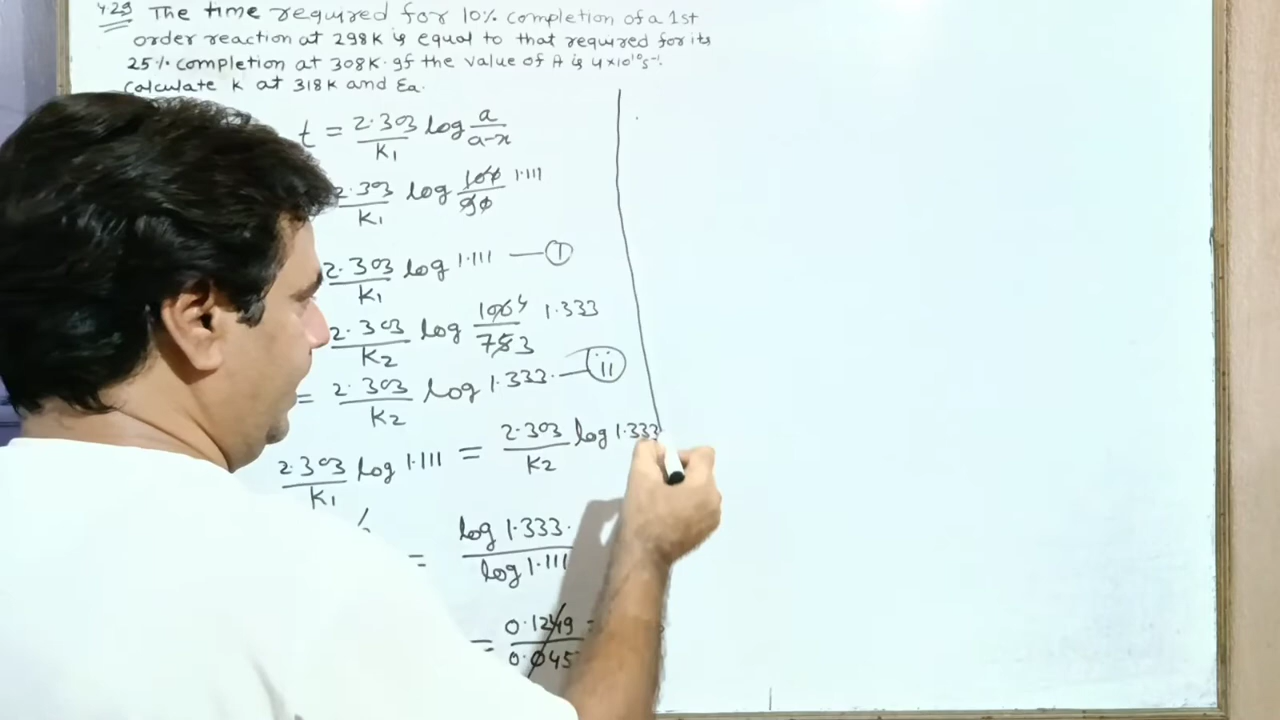 4.29 The time required for 10% completion of a 1st
order reaction at 298K is equal to that required for its
25% completion at 308K. If the value of A is 4×10¹⁰s⁻¹.
Calculate k at 318K and Ea.
t = 2.303/K₁ log a/a-x
2.303/K₁ log 100/90 1.111
2.303/K₁ log 1.111 — (I)
2.303/K₂ log 100 4/75 3 1.333
= 2.303/K₂ log 1.333. — (ii)
2.303/K₁ log 1.111 = 2.303/K₂ log 1.333
= log 1.333./log 1.111
= 0.1249/0.045